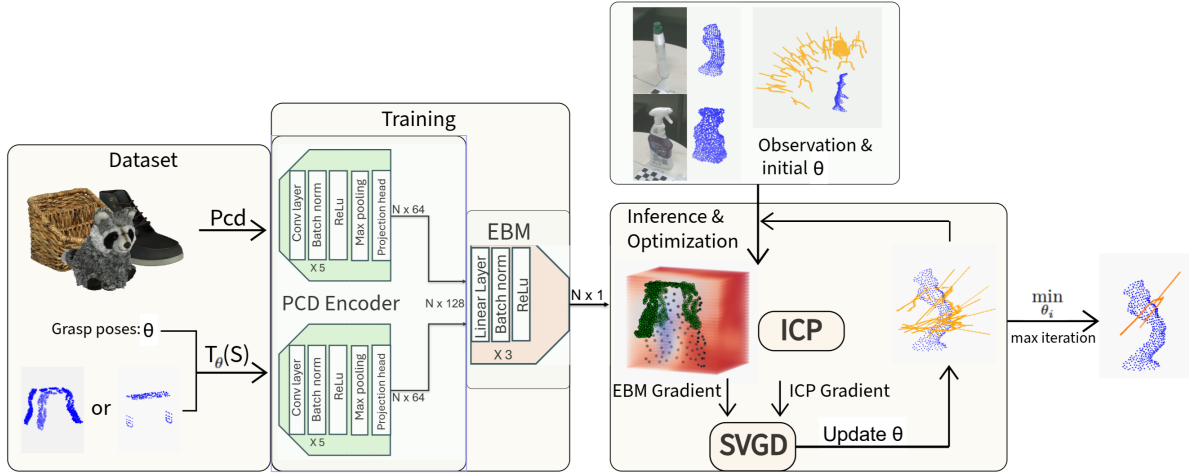 Dataset
Pcd
Grasp poses: θ
T_θ(S)
or
Training
Conv layer
Batch norm
ReLu
Max pooling
Projection head
X 5
N x 64
PCD Encoder
N x 128
Conv layer
Batch norm
ReLu
Max pooling
Projection head
X 5
N x 64
EBM
Linear Layer
Batch norm
ReLu
X 3
N x 1
Observation &
initial θ
Inference &
Optimization
ICP
EBM Gradient
ICP Gradient
SVGD
Update θ
min
θ_i
max iteration